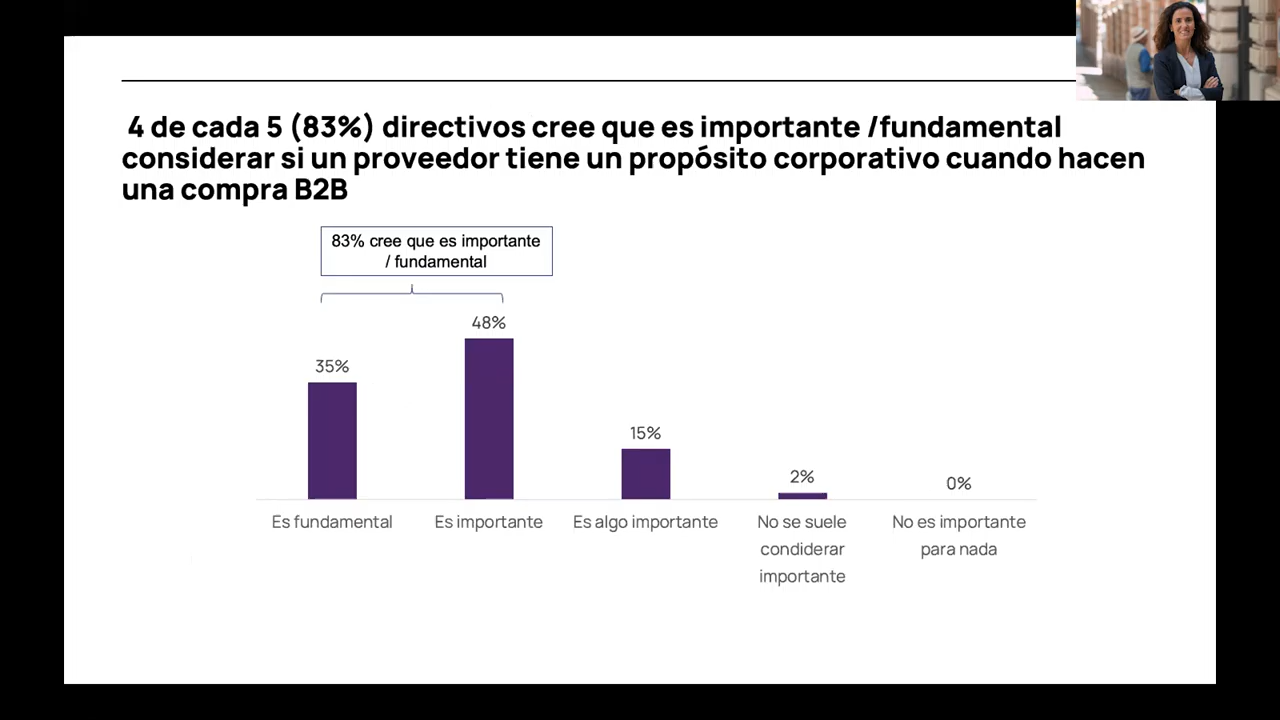 4 de cada 5 (83%) directivos cree que es importante /fundamental
considerar si un proveedor tiene un propósito corporativo cuando hacen
una compra B2B
83% cree que es importante
/ fundamental
35%
48%
15%
2%
0%
Es fundamental
Es importante
Es algo importante
No se suele
condiderar
importante
No es importante
para nada